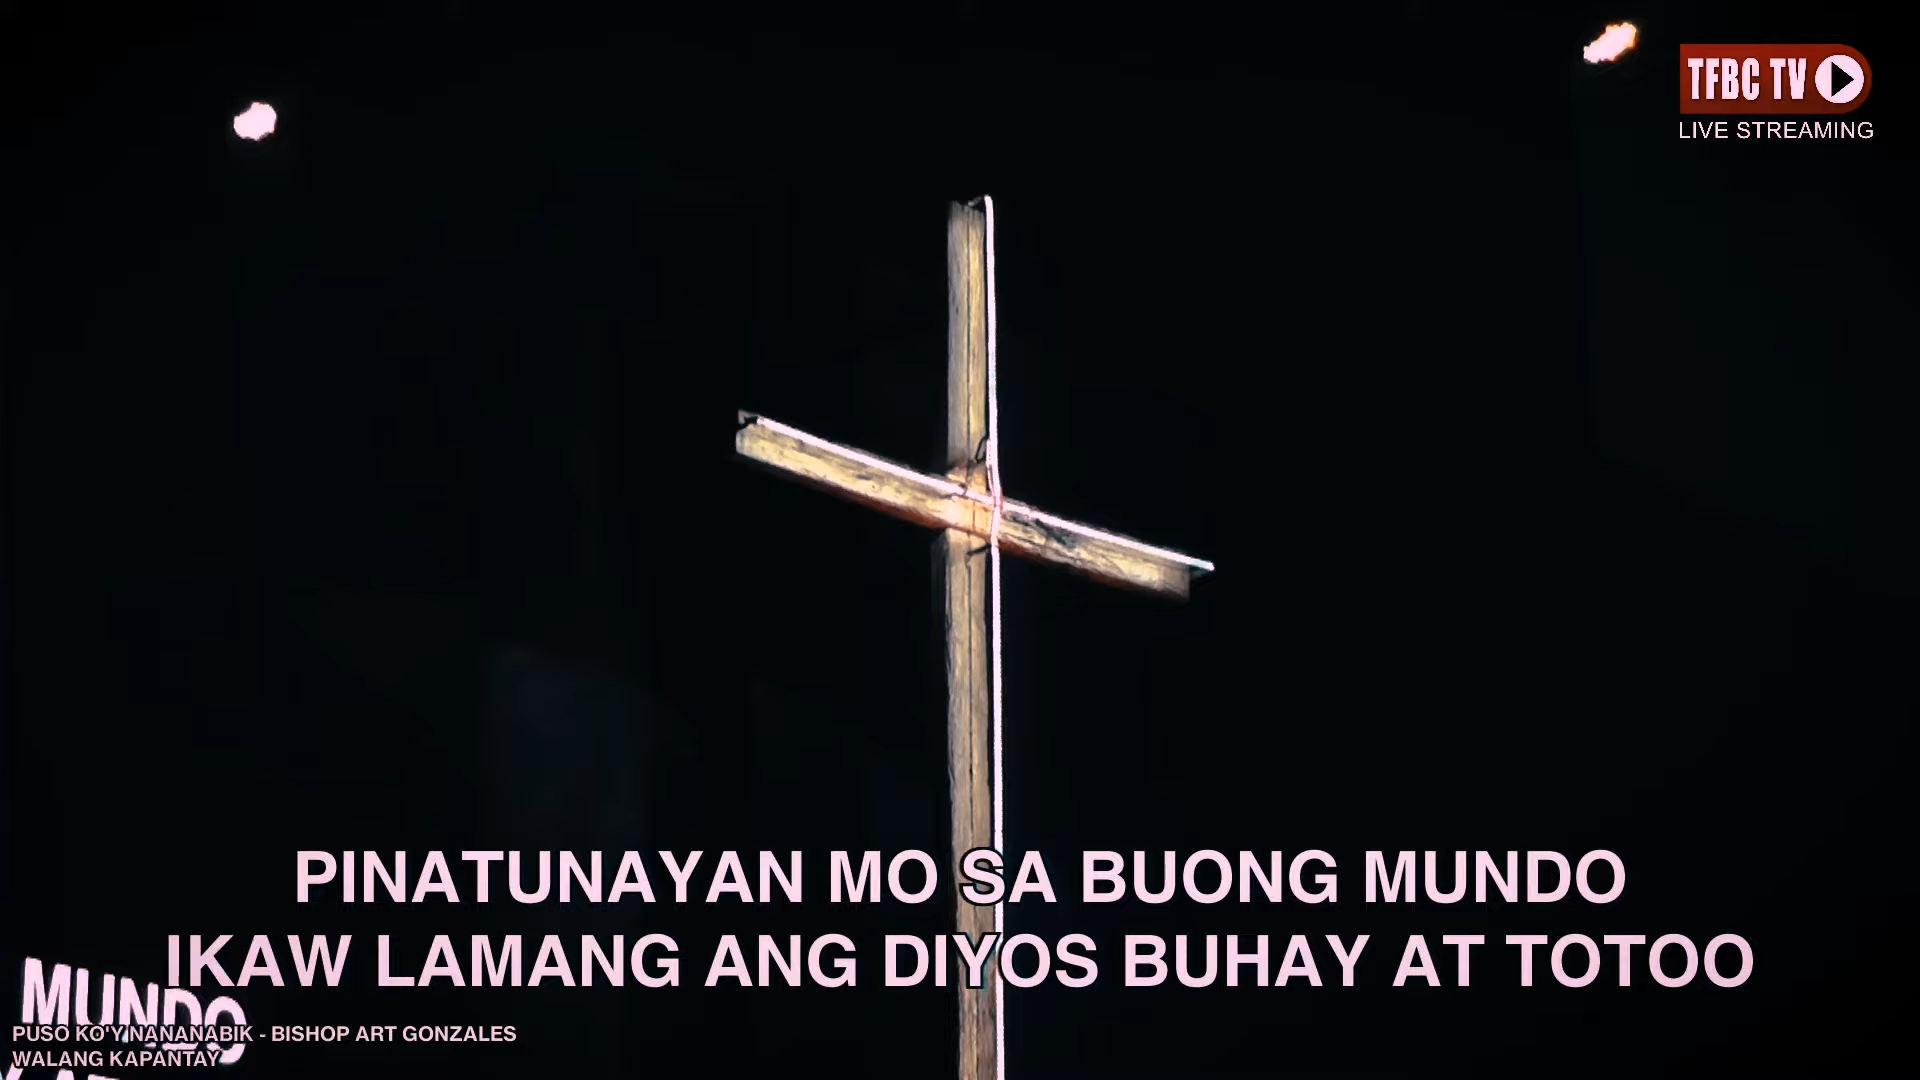 TFBC TV
LIVE STREAMING
PINATUNAYAN MO SA BUONG MUNDO
IKAW LAMANG ANG DIYOS BUHAY AT TOTOO
MUNDO
PUSO KO'Y NANANABIK - BISHOP ART GONZALES
WALANG KAPANTAY